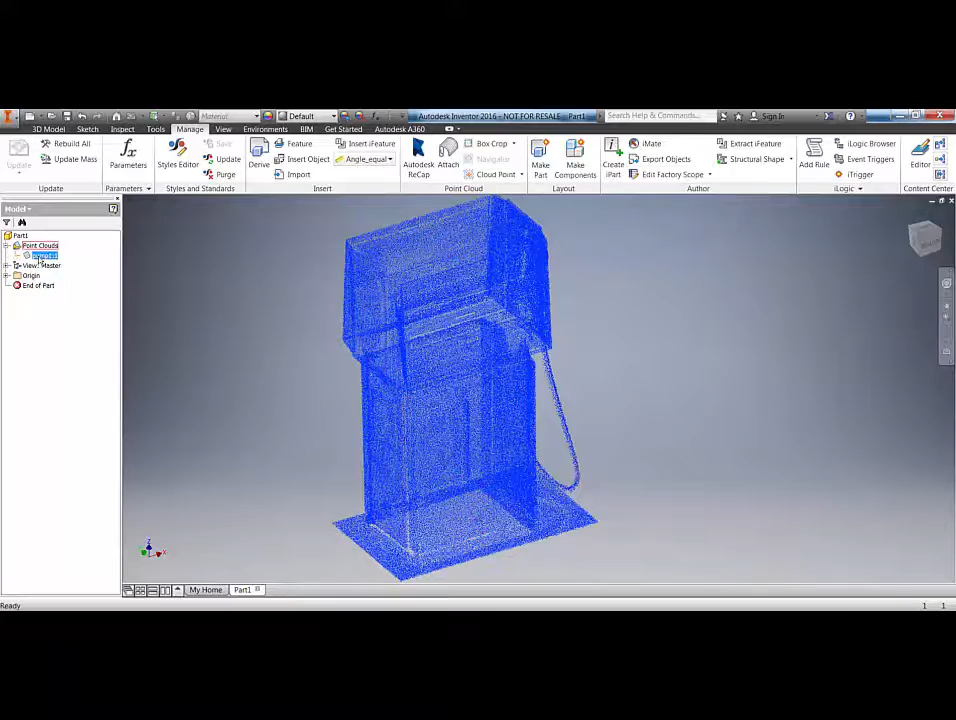 Material Default Autodesk Inventor 2016 - NOT FOR RESALE Part1 Search Help & Commands... Sign In
3D Model Sketch Inspect Tools Manage View Environments BIM Get Started Autodesk A360
Update Rebuild All Update Mass
Parameters
Styles Editor Save Update Purge
Derive Feature Insert Object Import Insert iFeature Angle_equal
Autodesk ReCap Attach Box Crop Navigator Cloud Point
Make Part Make Components
Create iPart iMate Export Objects Edit Factory Scope Extract iFeature Structural Shape
Add Rule iLogic Browser Event Triggers iTrigger
Editor
Update Parameters Styles and Standards Insert Point Cloud Layout Author iLogic Content Center
Model
Part1
Point Clouds
View: Master
Origin
End of Part
Z
X
My Home Part1
Ready 1 1